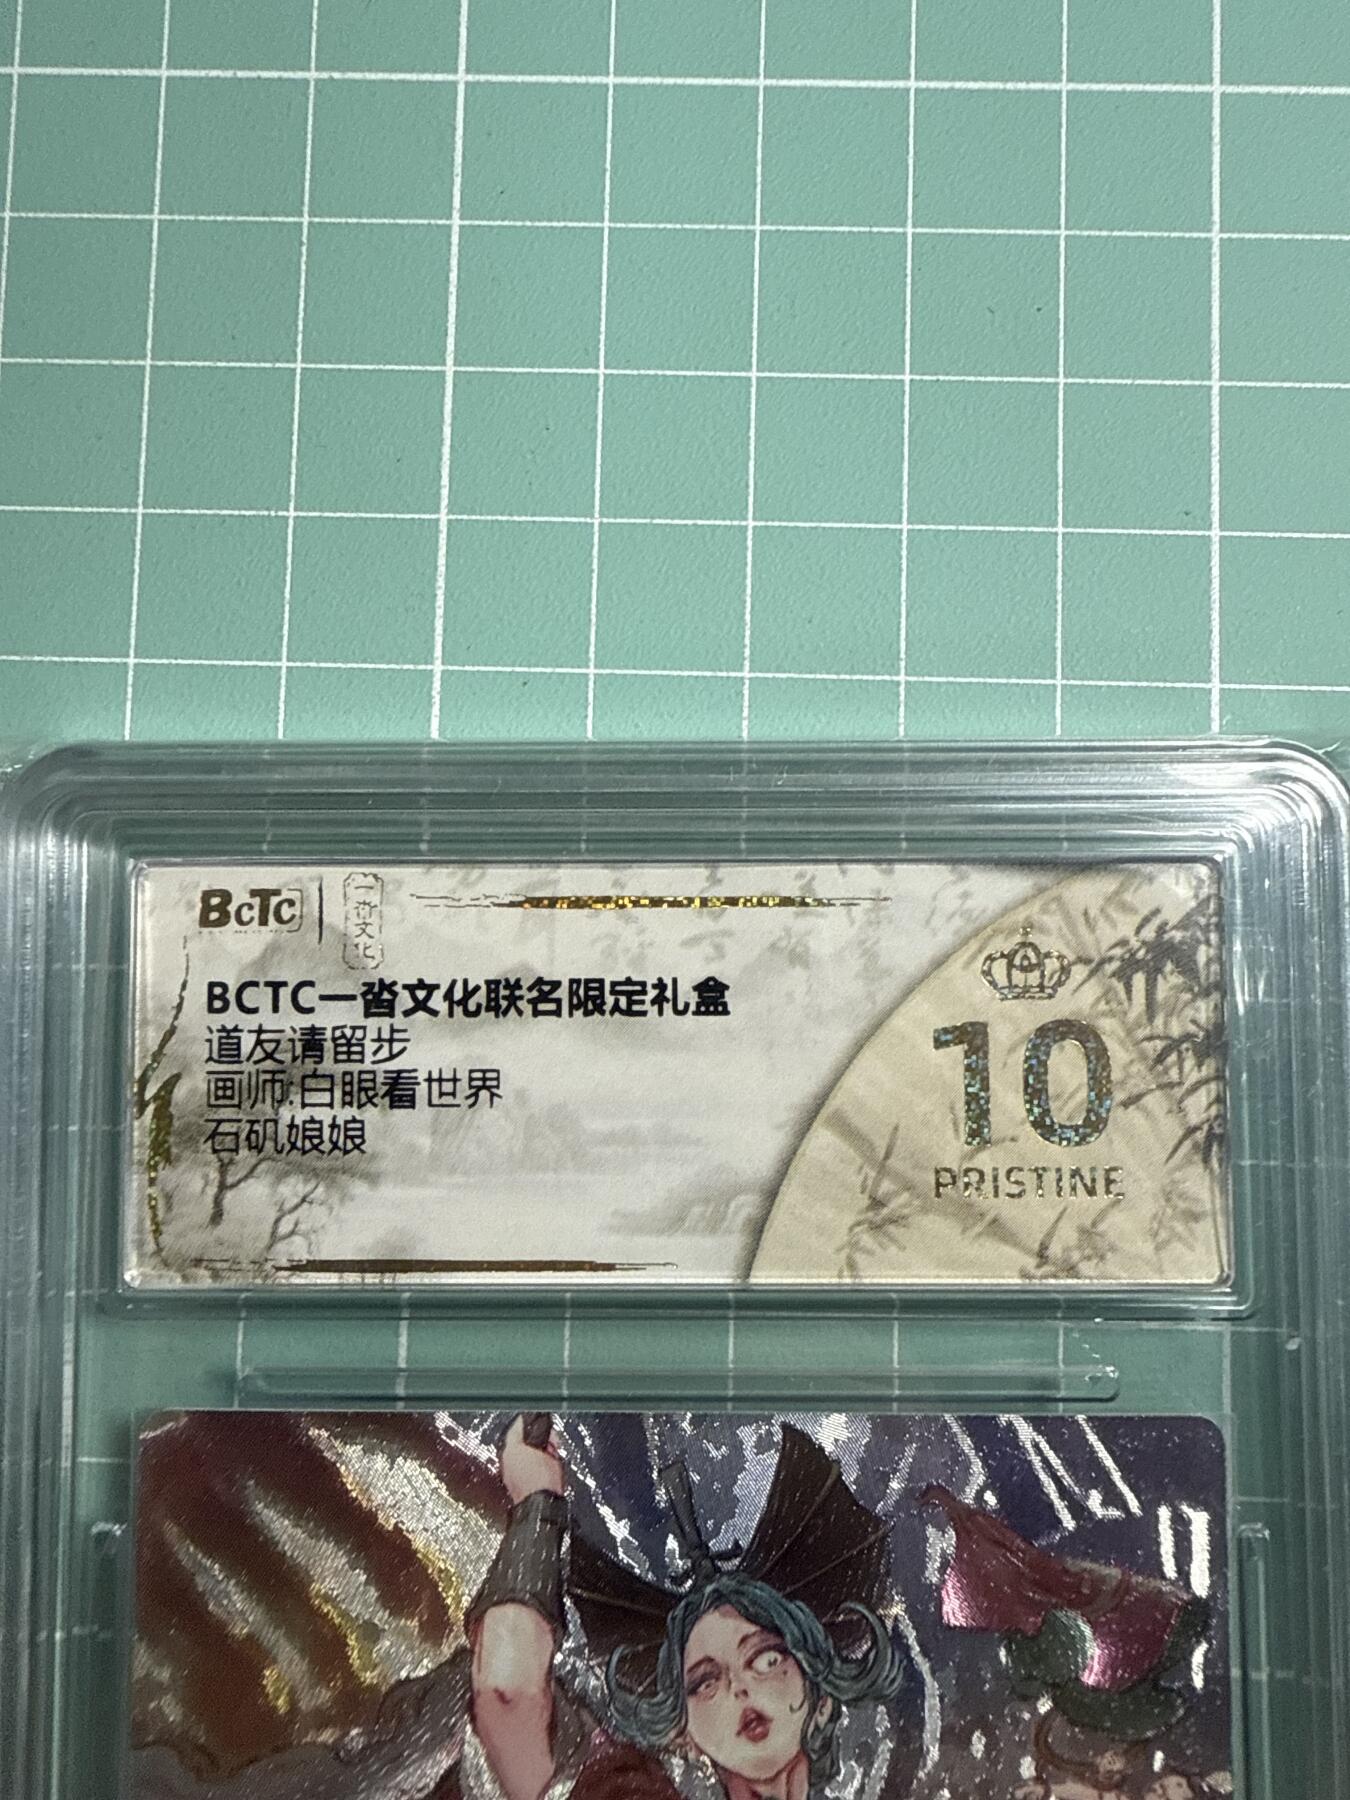 BCTC
一沓文化
BCTC一沓文化联名限定礼盒
道友请留步
画师:白眼看世界
石矶娘娘
10
PRISTINE